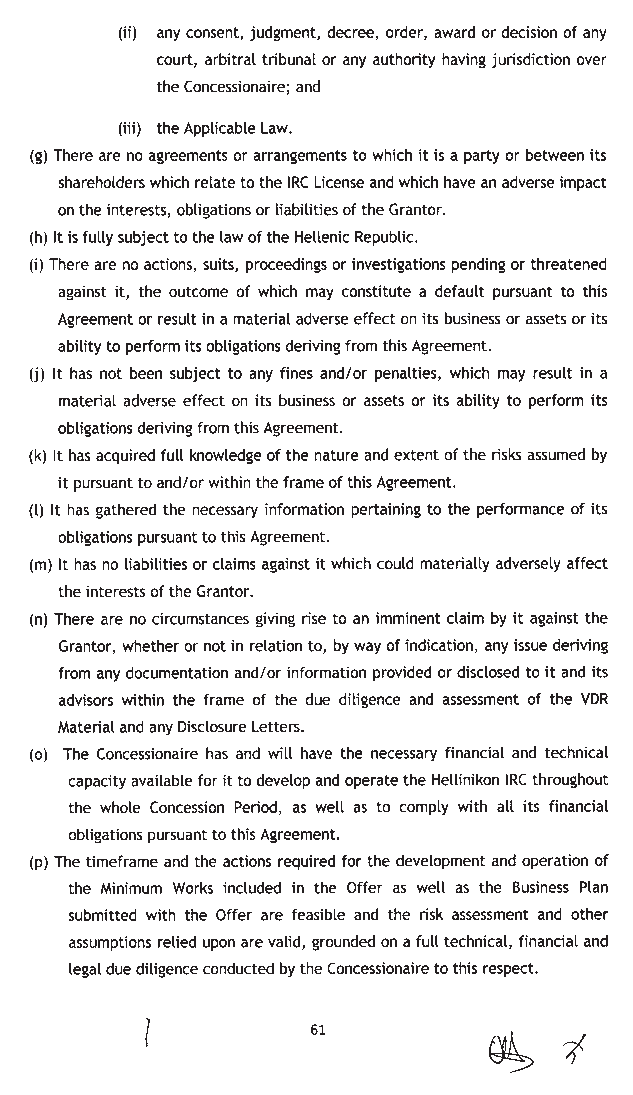 (ii) any consent, judgment, decree, order, award or decision of any
court, arbitral tribunal or any authority having jurisdiction over
the Concessionaire; and
(iii) the Applicable Law.
(g) There are no agreements or arrangements to which it is a party or between its
shareholders which relate to the IRC License and which have an adverse impact
on the interests, obligations or liabilities of the Grantor.
(h) It is fully subject to the law of the Hellenic Republic.
(i) There are no actions, suits, proceedings or investigations pending or threatened
against it, the outcome of which may constitute a default pursuant to this
Agreement or result in a material adverse effect on its business or assets or its
ability to perform its obligations deriving from this Agreement.
(j) It has not been subject to any fines and/or penalties, which may result in a
material adverse effect on its business or assets or its ability to perform its
obligations deriving from this Agreement.
(k) It has acquired full knowledge of the nature and extent of the risks assumed by
it pursuant to and/or within the frame of this Agreement.
(l) It has gathered the necessary information pertaining to the performance of its
obligations pursuant to this Agreement.
(m) It has no liabilities or claims against it which could materially adversely affect
the interests of the Grantor.
(n) There are no circumstances giving rise to an imminent claim by it against the
Grantor, whether or not in relation to, by way of indication, any issue deriving
from any documentation and/or information provided or disclosed to it and its
advisors within the frame of the due diligence and assessment of the VDR
Material and any Disclosure Letters.
(o) The Concessionaire has and will have the necessary financial and technical
capacity available for it to develop and operate the Hellinikon IRC throughout
the whole Concession Period, as well as to comply with all its financial
obligations pursuant to this Agreement.
(p) The timeframe and the actions required for the development and operation of
the Minimum Works included in the Offer as well as the Business Plan
submitted with the Offer are feasible and the risk assessment and other
assumptions relied upon are valid, grounded on a full technical, financial and
legal due diligence conducted by the Concessionaire to this respect.
61